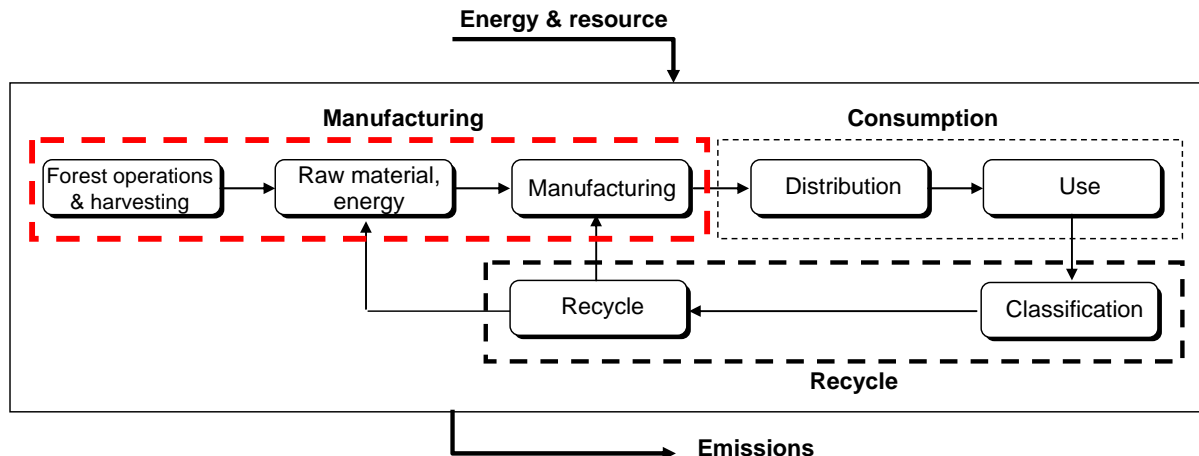 Energy & resource
Manufacturing
Consumption
Forest operations
& harvesting
Raw material,
energy
Manufacturing
Distribution
Use
Recycle
Classification
Recycle
Emissions